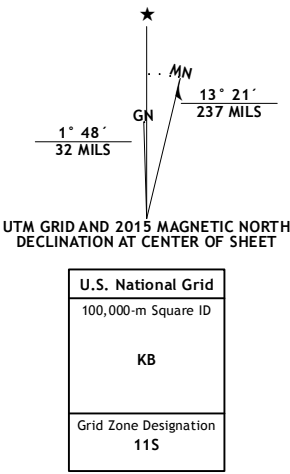 ★
MN
13° 21´
237 MILS
GN
1° 48´
32 MILS
UTM GRID AND 2015 MAGNETIC NORTH
DECLINATION AT CENTER OF SHEET
U.S. National Grid
100,000-m Square ID
KB
Grid Zone Designation
11S